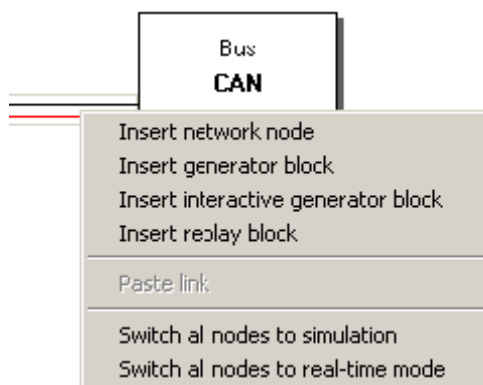 Bus
CAN
Insert network node
Insert generator block
Insert interactive generator block
Insert replay block
Paste link
Switch al nodes to simulation
Switch al nodes to real-time mode